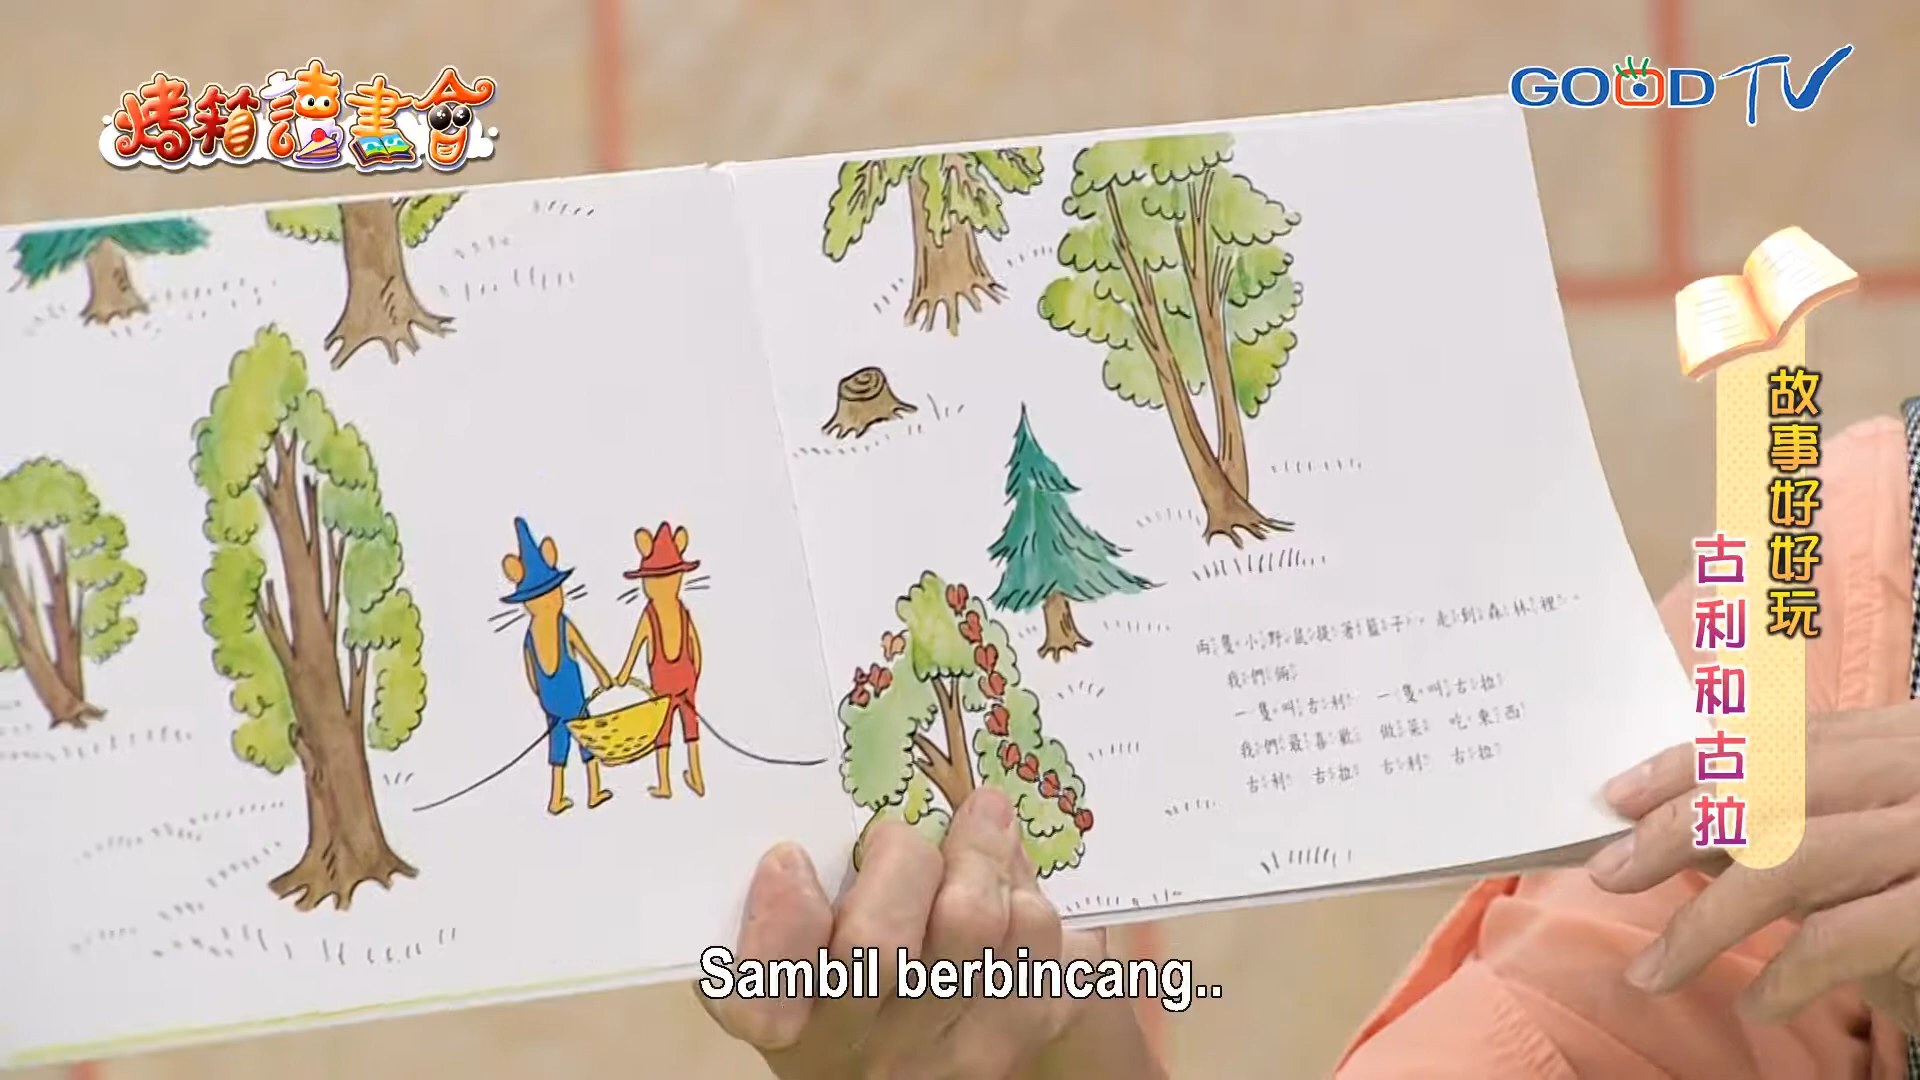 烤箱讀書會
GOOD TV
故事好好玩
古利和古拉
兩隻小野鼠提著籃子，走到森林裡。
我們倆
一隻叫古利 一隻叫古拉
我們最喜歡 做菜 吃東西
古利 古拉 古利 古拉
Sambil berbincang..